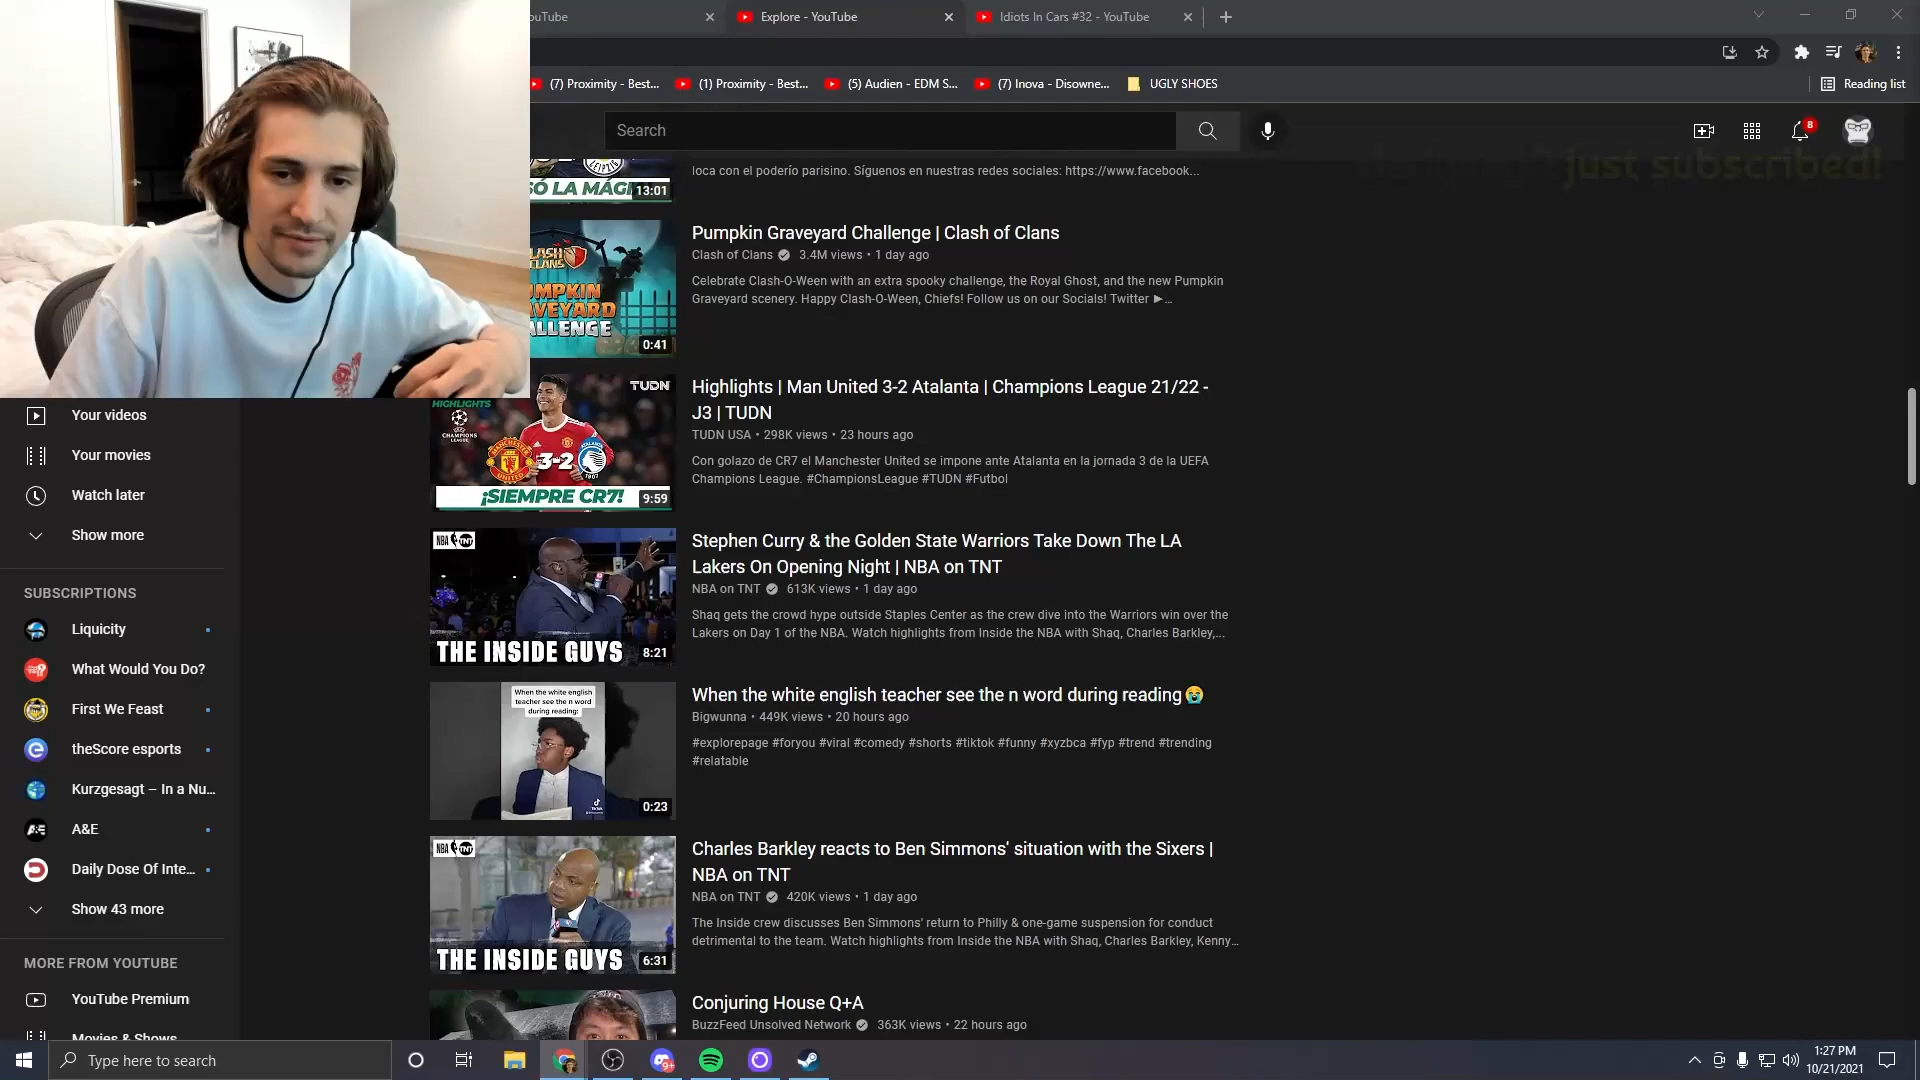 ouTube
Explore - YouTube
Idiots In Cars #32 - YouTube
(7) Proximity - Best...
(1) Proximity - Best...
(5) Audien - EDM S...
(7) Inova - Disowne...
UGLY SHOES
Reading list
Search
8
just subscribed!
LEIPZIG
SÓ LA MÁGI
13:01
loca con el poderío parisino. Síguenos en nuestras redes sociales: https://www.facebook...
LASH
CLANS
UMPKIN
VEYARD
ALLENGE
0:41
Pumpkin Graveyard Challenge | Clash of Clans
Clash of Clans 3.4M views • 1 day ago
Celebrate Clash-O-Ween with an extra spooky challenge, the Royal Ghost, and the new Pumpkin
Graveyard scenery. Happy Clash-O-Ween, Chiefs! Follow us on our Socials! Twitter ►...
HIGHLIGHTS
TUDN
CHAMPIONS
LEAGUE
3-2
¡SIEMPRE CR7!
9:59
Highlights | Man United 3-2 Atalanta | Champions League 21/22 -
J3 | TUDN
TUDN USA • 298K views • 23 hours ago
Con golazo de CR7 el Manchester United se impone ante Atalanta en la jornada 3 de la UEFA
Champions League. #ChampionsLeague #TUDN #Futbol
NBA TNT
THE INSIDE GUYS
8:21
Stephen Curry & the Golden State Warriors Take Down The LA
Lakers On Opening Night | NBA on TNT
NBA on TNT 613K views • 1 day ago
Shaq gets the crowd hype outside Staples Center as the crew dive into the Warriors win over the
Lakers on Day 1 of the NBA. Watch highlights from Inside the NBA with Shaq, Charles Barkley,...
When the white english
teacher see the n word
during reading:
TikTok
0:23
When the white english teacher see the n word during reading😭
Bigwunna • 449K views • 20 hours ago
#explorepage #foryou #viral #comedy #shorts #tiktok #funny #xyzbca #fyp #trend #trending
#relatable
NBA TNT
THE INSIDE GUYS
6:31
Charles Barkley reacts to Ben Simmons' situation with the Sixers |
NBA on TNT
NBA on TNT 420K views • 1 day ago
The Inside crew discusses Ben Simmons' return to Philly & one-game suspension for conduct
detrimental to the team. Watch highlights from Inside the NBA with Shaq, Charles Barkley, Kenny...
Conjuring House Q+A
BuzzFeed Unsolved Network 363K views • 22 hours ago
Your videos
Your movies
Watch later
Show more
SUBSCRIPTIONS
Liquicity
What Would You Do?
First We Feast
theScore esports
Kurzgesagt – In a Nu...
A&E
Daily Dose Of Inte...
Show 43 more
MORE FROM YOUTUBE
YouTube Premium
Movies & Shows
Type here to search
9+
1:27 PM
10/21/2021